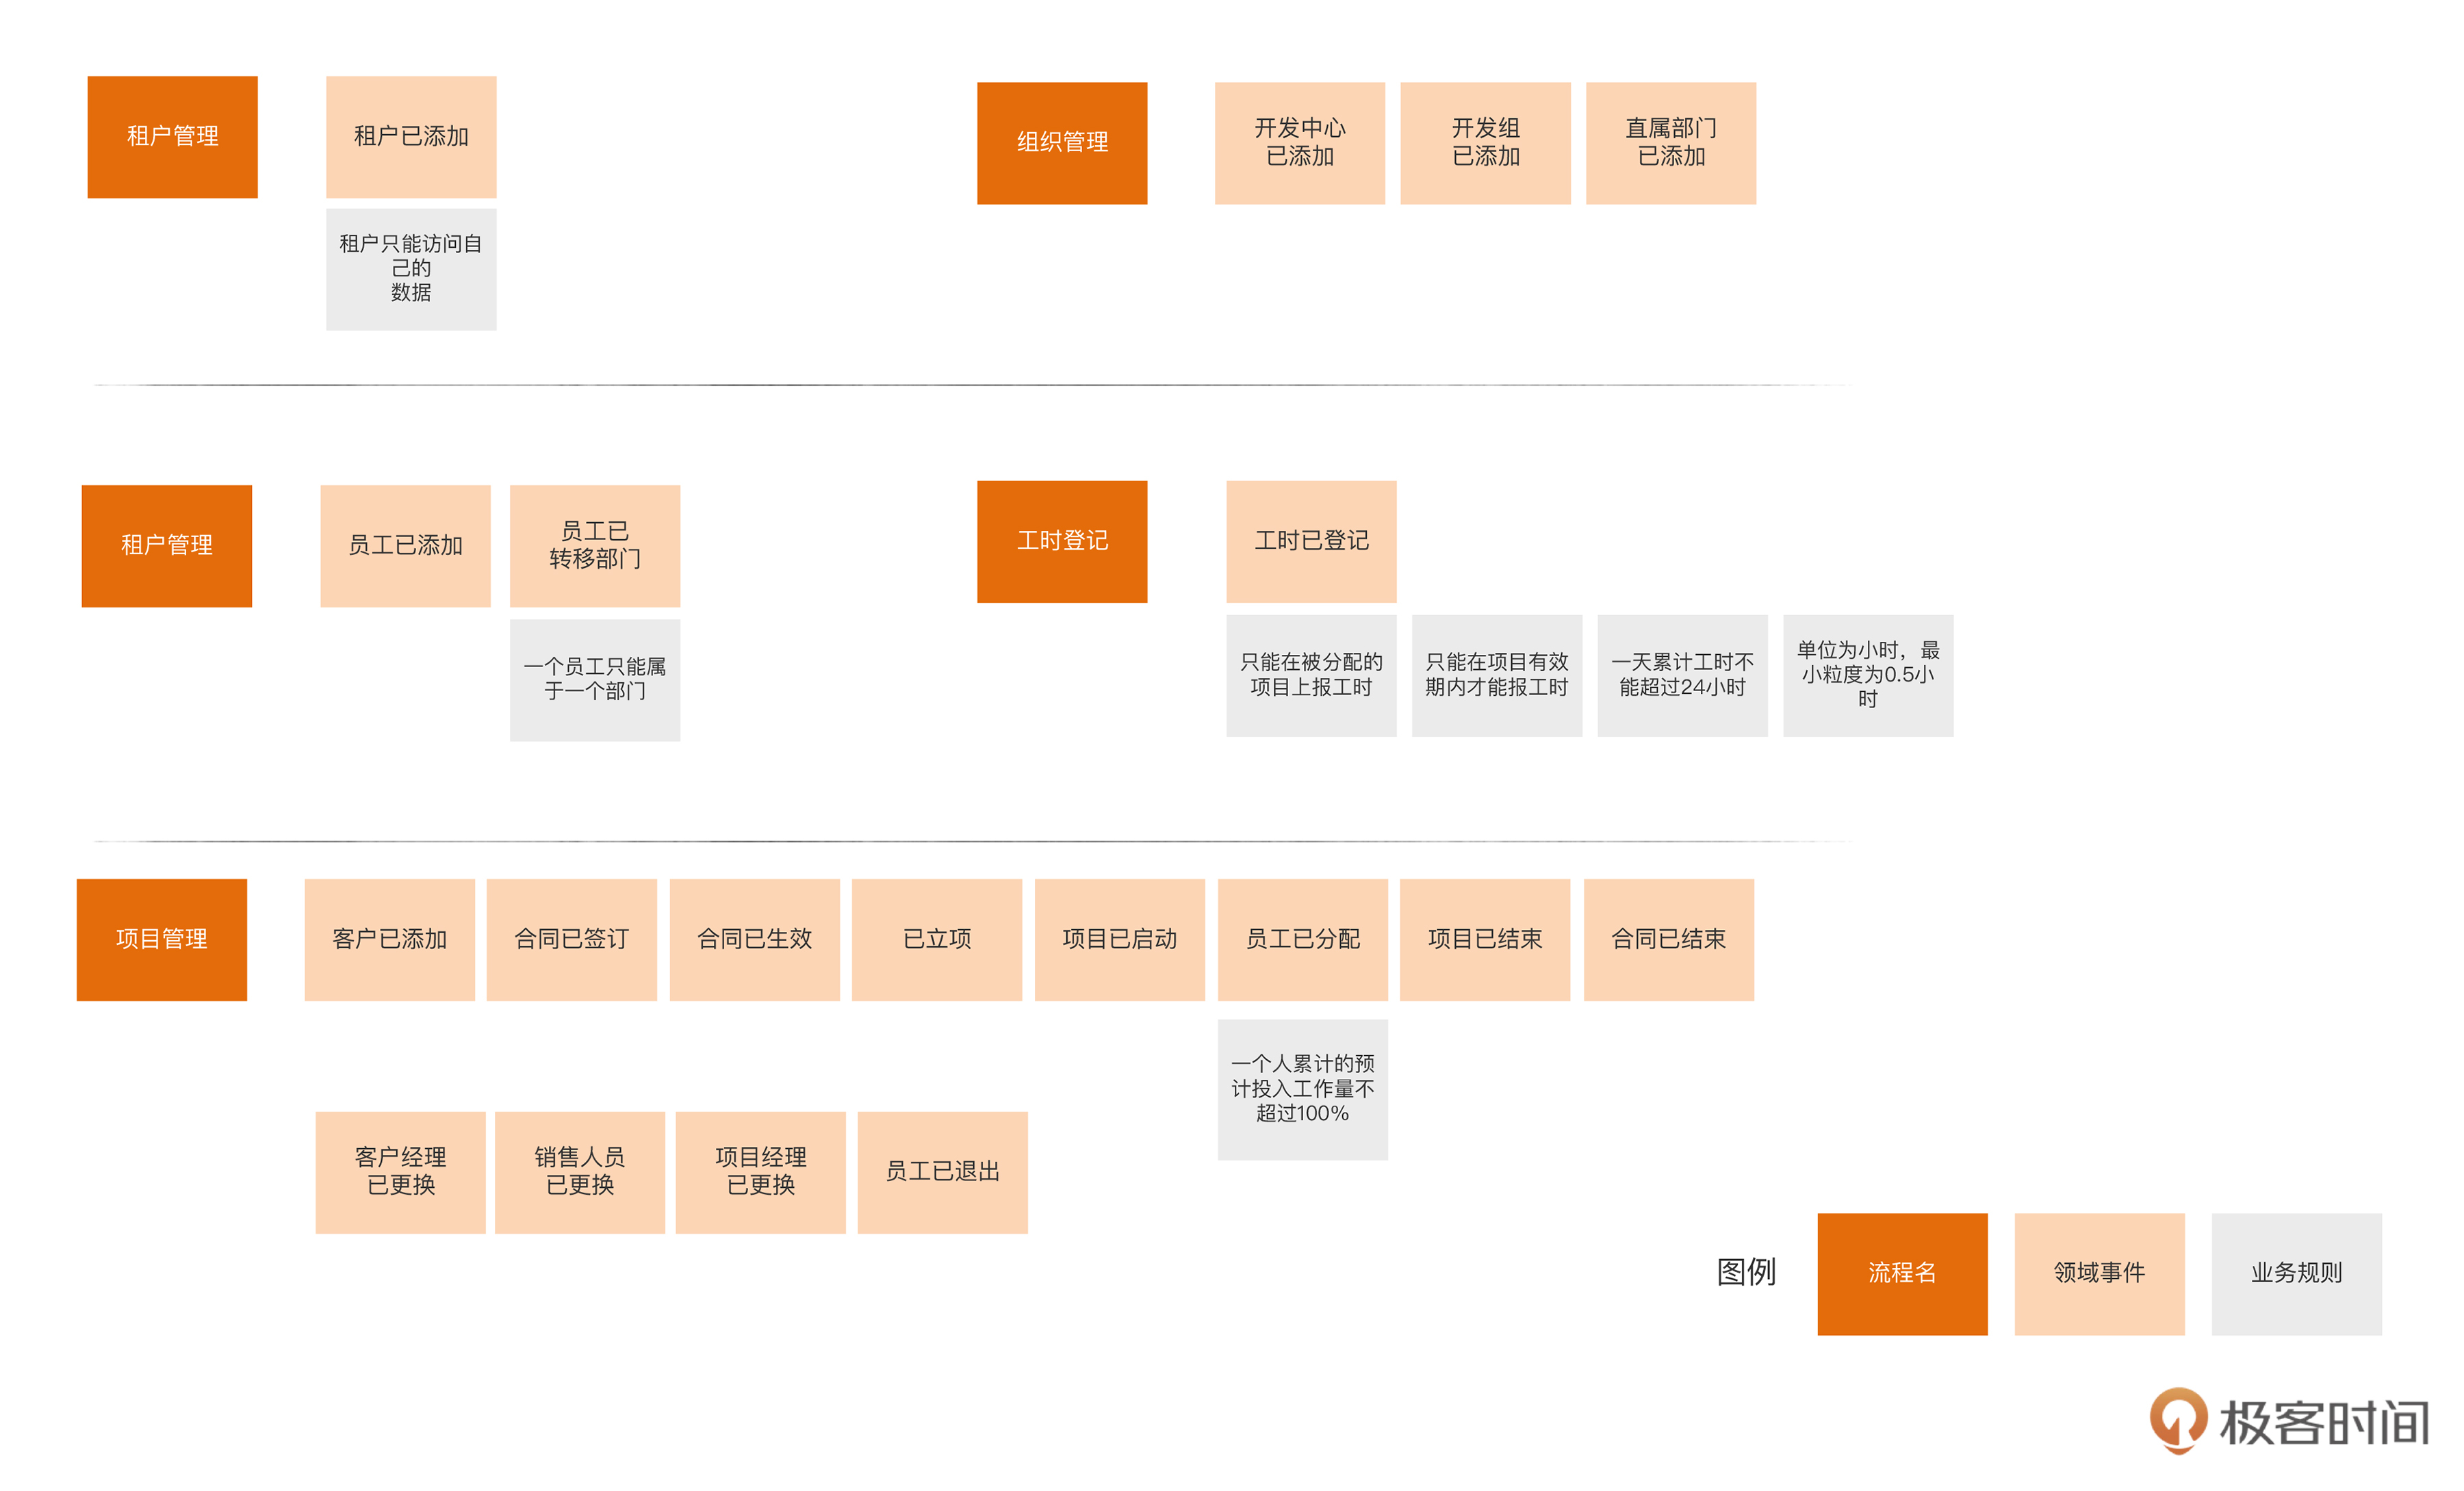 租户管理
租户已添加
租户只能访问自
己的
数据
组织管理
开发中心
已添加
开发组
已添加
直属部门
已添加
租户管理
员工已添加
员工已
转移部门
一个员工只能属
于一个部门
工时登记
工时已登记
只能在被分配的
项目上报工时
只能在项目有效
期内才能报工时
一天累计工时不
能超过24小时
单位为小时，最
小粒度为0.5小
时
项目管理
客户已添加
合同已签订
合同已生效
已立项
项目已启动
员工已分配
项目已结束
合同已结束
一个人累计的预
计投入工作量不
超过100%
客户经理
已更换
销售人员
已更换
项目经理
已更换
员工已退出
图例
流程名
领域事件
业务规则
极客时间